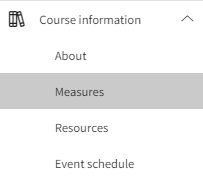 Course information
About
Measures
Resources
Event schedule